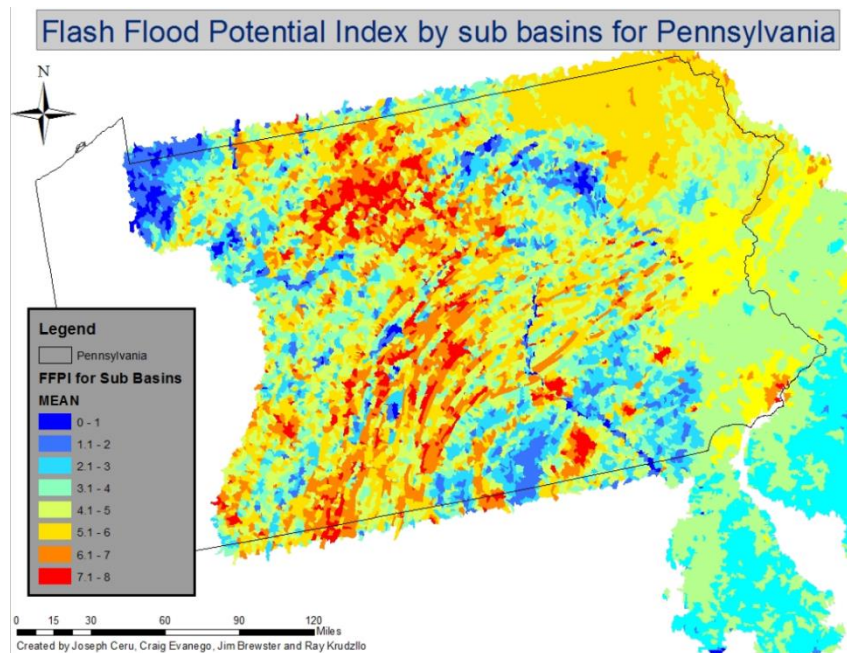 Flash Flood Potential Index by sub basins for Pennsylvania
N
Legend
Pennsylvania
FFPI for Sub Basins
MEAN
0 - 1
1.1 - 2
2.1 - 3
3.1 - 4
4.1 - 5
5.1 - 6
6.1 - 7
7.1 - 8
0 15 30 60 90 120
Miles
Created by Joseph Ceru, Craig Evanego, Jim Brewster and Ray Krudzllo